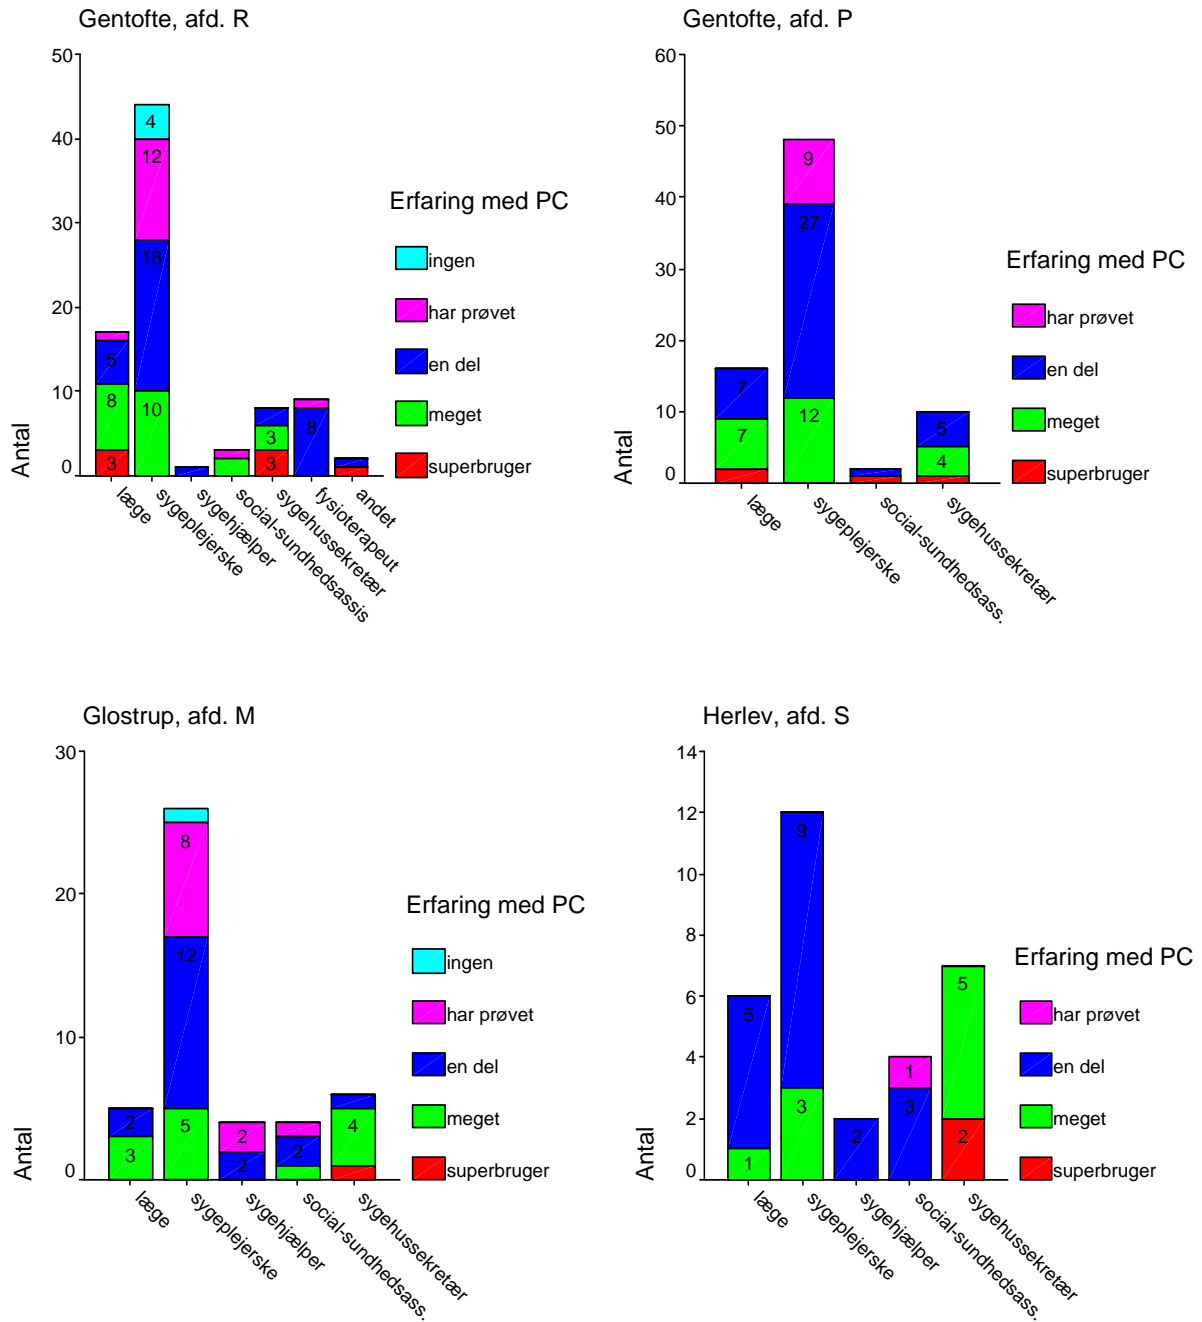 Gentofte, afd. R
50
40
30
20
10
0
Antal
4
12
18
10
5
8
3
3
3
8
læge
sygeplejerske
sygehjælper
social-sundhedsassis
sygehussekretær
fysioterapeut
andet
Erfaring med PC
ingen
har prøvet
en del
meget
superbruger
Gentofte, afd. P
60
50
40
30
20
10
0
Antal
9
27
12
7
7
5
4
læge
sygeplejerske
social-sundhedsass.
sygehussekretær
Erfaring med PC
har prøvet
en del
meget
superbruger
Glostrup, afd. M
30
20
10
0
Antal
8
12
5
2
3
2
2
2
4
læge
sygeplejerske
sygehjælper
social-sundhedsass.
sygehussekretær
Erfaring med PC
ingen
har prøvet
en del
meget
superbruger
Herlev, afd. S
14
12
10
8
6
4
2
0
Antal
5
1
9
3
2
1
3
5
2
læge
sygeplejerske
sygehjælper
social-sundhedsass.
sygehussekretær
Erfaring med PC
har prøvet
en del
meget
superbruger